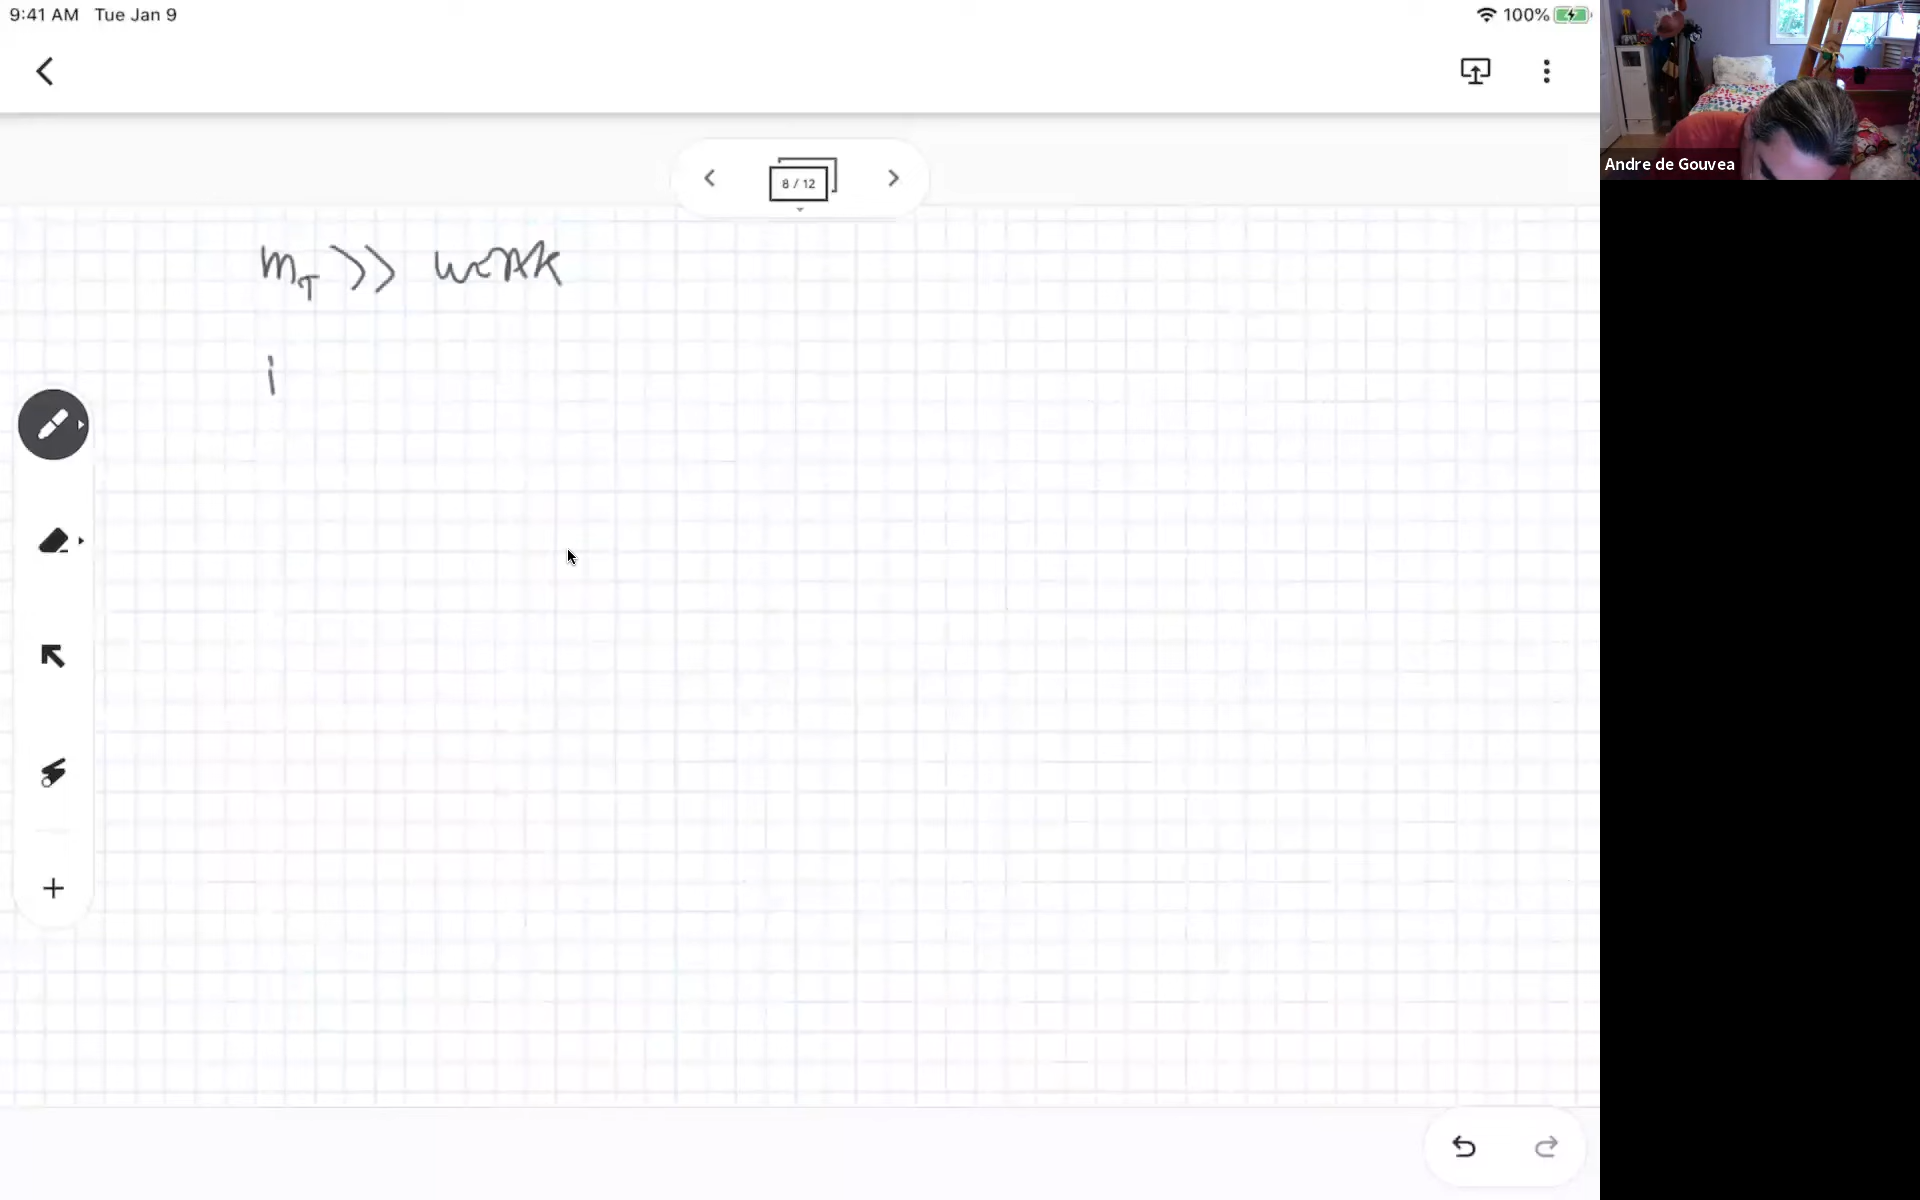 9:41 AM Tue Jan 9
100%
Andre de Gouvea
8 / 12
m_T >> weak
i